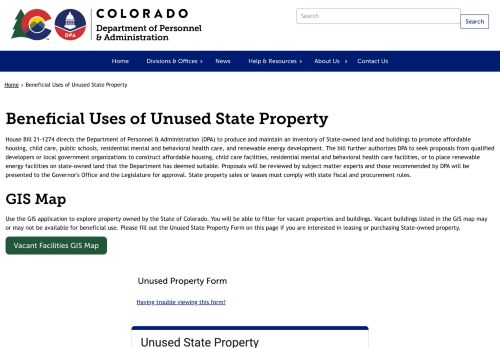 COLORADO
Department of Personnel
& Administration
DPA
Search
Search
Home
Divisions & Offices
News
Help & Resources
About Us
Contact Us
Home › Beneficial Uses of Unused State Property
Beneficial Uses of Unused State Property
House Bill 21-1274 directs the Department of Personnel & Administration (DPA) to produce and maintain an inventory of State-owned land and buildings to promote affordable
housing, child care, public schools, residential mental and behavioral health care, and renewable energy development. The bill further authorizes DPA to seek proposals from qualified
developers or local government organizations to construct affordable housing, child care facilities, residential mental and behavioral health care facilities, or to place renewable
energy facilities on state-owned land that the Department has deemed suitable. Proposals will be reviewed by subject matter experts and those recommended by DPA will be
presented to the Governor's Office and the Legislature for approval. State property sales or leases must comply with state fiscal and procurement rules.
GIS Map
Use the GIS application to explore property owned by the State of Colorado. You will be able to filter for vacant properties and buildings. Vacant buildings listed in the GIS map may
or may not be available for beneficial use. Please fill out the Unused State Property Form on this page if you are interested in leasing or purchasing State-owned property.
Vacant Facilities GIS Map
Unused Property Form
Having trouble viewing this form?
Unused State Property